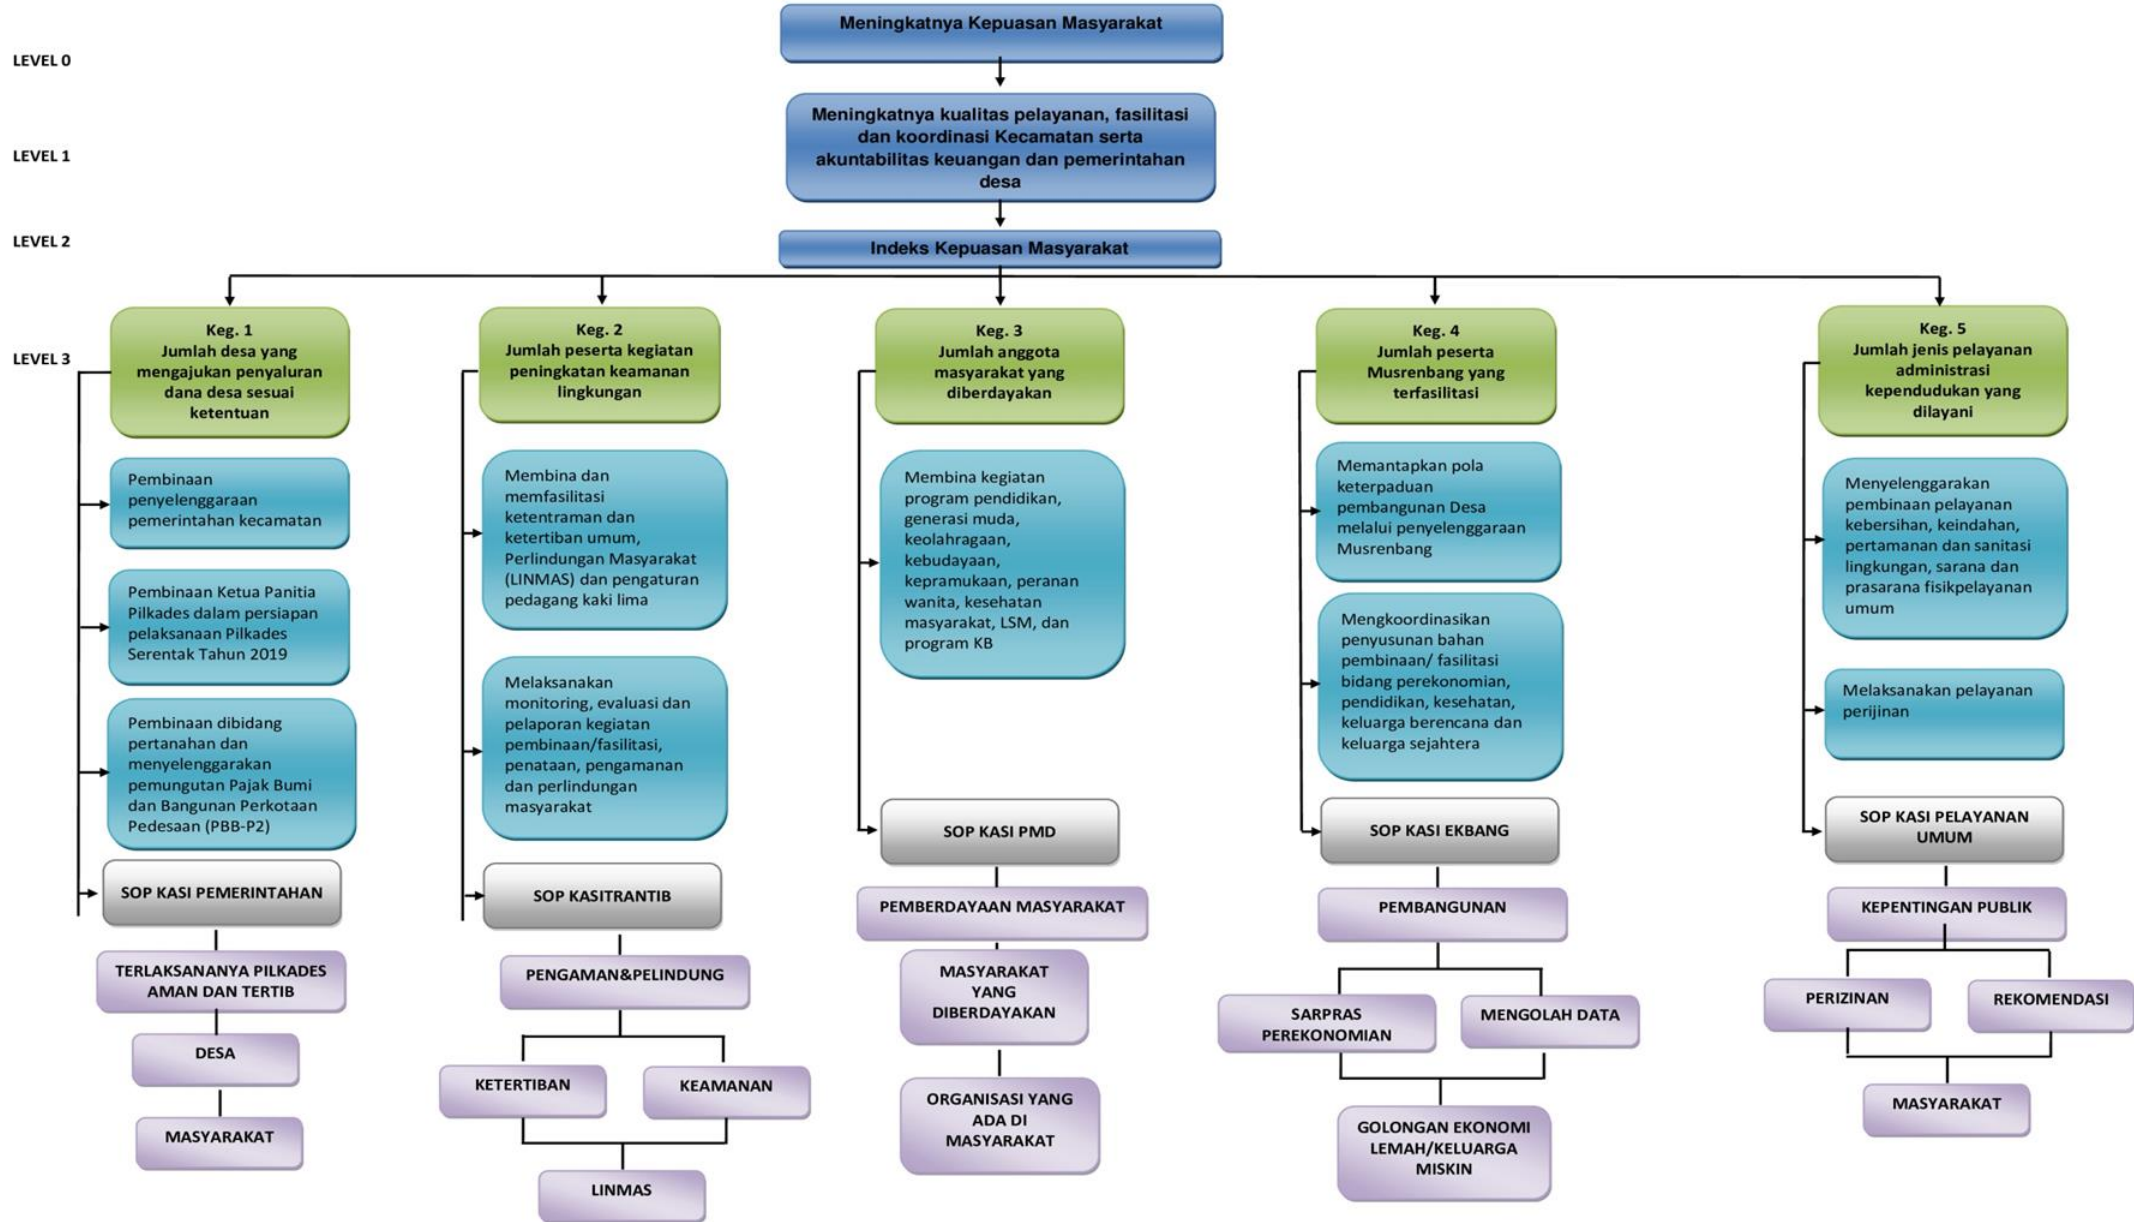 Meningkatnya Kepuasan Masyarakat
LEVEL 0
Meningkatnya kualitas pelayanan, fasilitasi
dan koordinasi Kecamatan serta
akuntabilitas keuangan dan pemerintahan
desa
LEVEL 1
LEVEL 2
Indeks Kepuasan Masyarakat
LEVEL 3
Keg. 1
Jumlah desa yang
mengajukan penyaluran
dana desa sesuai
ketentuan
Pembinaan
penyelenggaraan
pemerintahan kecamatan
Pembinaan Ketua Panitia
Pilkades dalam persiapan
pelaksanaan Pilkades
Serentak Tahun 2019
Pembinaan dibidang
pertanahan dan
menyelenggarakan
pemungutan Pajak Bumi
dan Bangunan Perkotaan
Pedesaan (PBB-P2)
SOP KASI PEMERINTAHAN
TERLAKSANANYA PILKADES
AMAN DAN TERTIB
DESA
MASYARAKAT
Keg. 2
Jumlah peserta kegiatan
peningkatan keamanan
lingkungan
Membina dan
memfasilitasi
ketentraman dan
ketertiban umum,
Perlindungan Masyarakat
(LINMAS) dan pengaturan
pedagang kaki lima
Melaksanakan
monitoring, evaluasi dan
pelaporan kegiatan
pembinaan/fasilitasi,
penataan, pengamanan
dan perlindungan
masyarakat
SOP KASITRANTIB
PENGAMAN&PELINDUNG
KETERTIBAN
KEAMANAN
LINMAS
Keg. 3
Jumlah anggota
masyarakat yang
diberdayakan
Membina kegiatan
program pendidikan,
generasi muda,
keolahragaan,
kebudayaan,
kepramukaan, peranan
wanita, kesehatan
masyarakat, LSM, dan
program KB
SOP KASI PMD
PEMBERDAYAAN MASYARAKAT
MASYARAKAT
YANG
DIBERDAYAKAN
ORGANISASI YANG
ADA DI
MASYARAKAT
Keg. 4
Jumlah peserta
Musrenbang yang
terfasilitasi
Memantapkan pola
keterpaduan
pembangunan Desa
melalui penyelenggaraan
Musrenbang
Mengkoordinasikan
penyusunan bahan
pembinaan/ fasilitasi
bidang perekonomian,
pendidikan, kesehatan,
keluarga berencana dan
keluarga sejahtera
SOP KASI EKBANG
PEMBANGUNAN
SARPRAS
PEREKONOMIAN
MENGOLAH DATA
GOLONGAN EKONOMI
LEMAH/KELUARGA
MISKIN
Keg. 5
Jumlah jenis pelayanan
administrasi
kependudukan yang
dilayani
Menyelenggarakan
pembinaan pelayanan
kebersihan, keindahan,
pertamanan dan sanitasi
lingkungan, sarana dan
prasarana fisikpelayanan
umum
Melaksanakan pelayanan
perijinan
SOP KASI PELAYANAN
UMUM
KEPENTINGAN PUBLIK
PERIZINAN
REKOMENDASI
MASYARAKAT